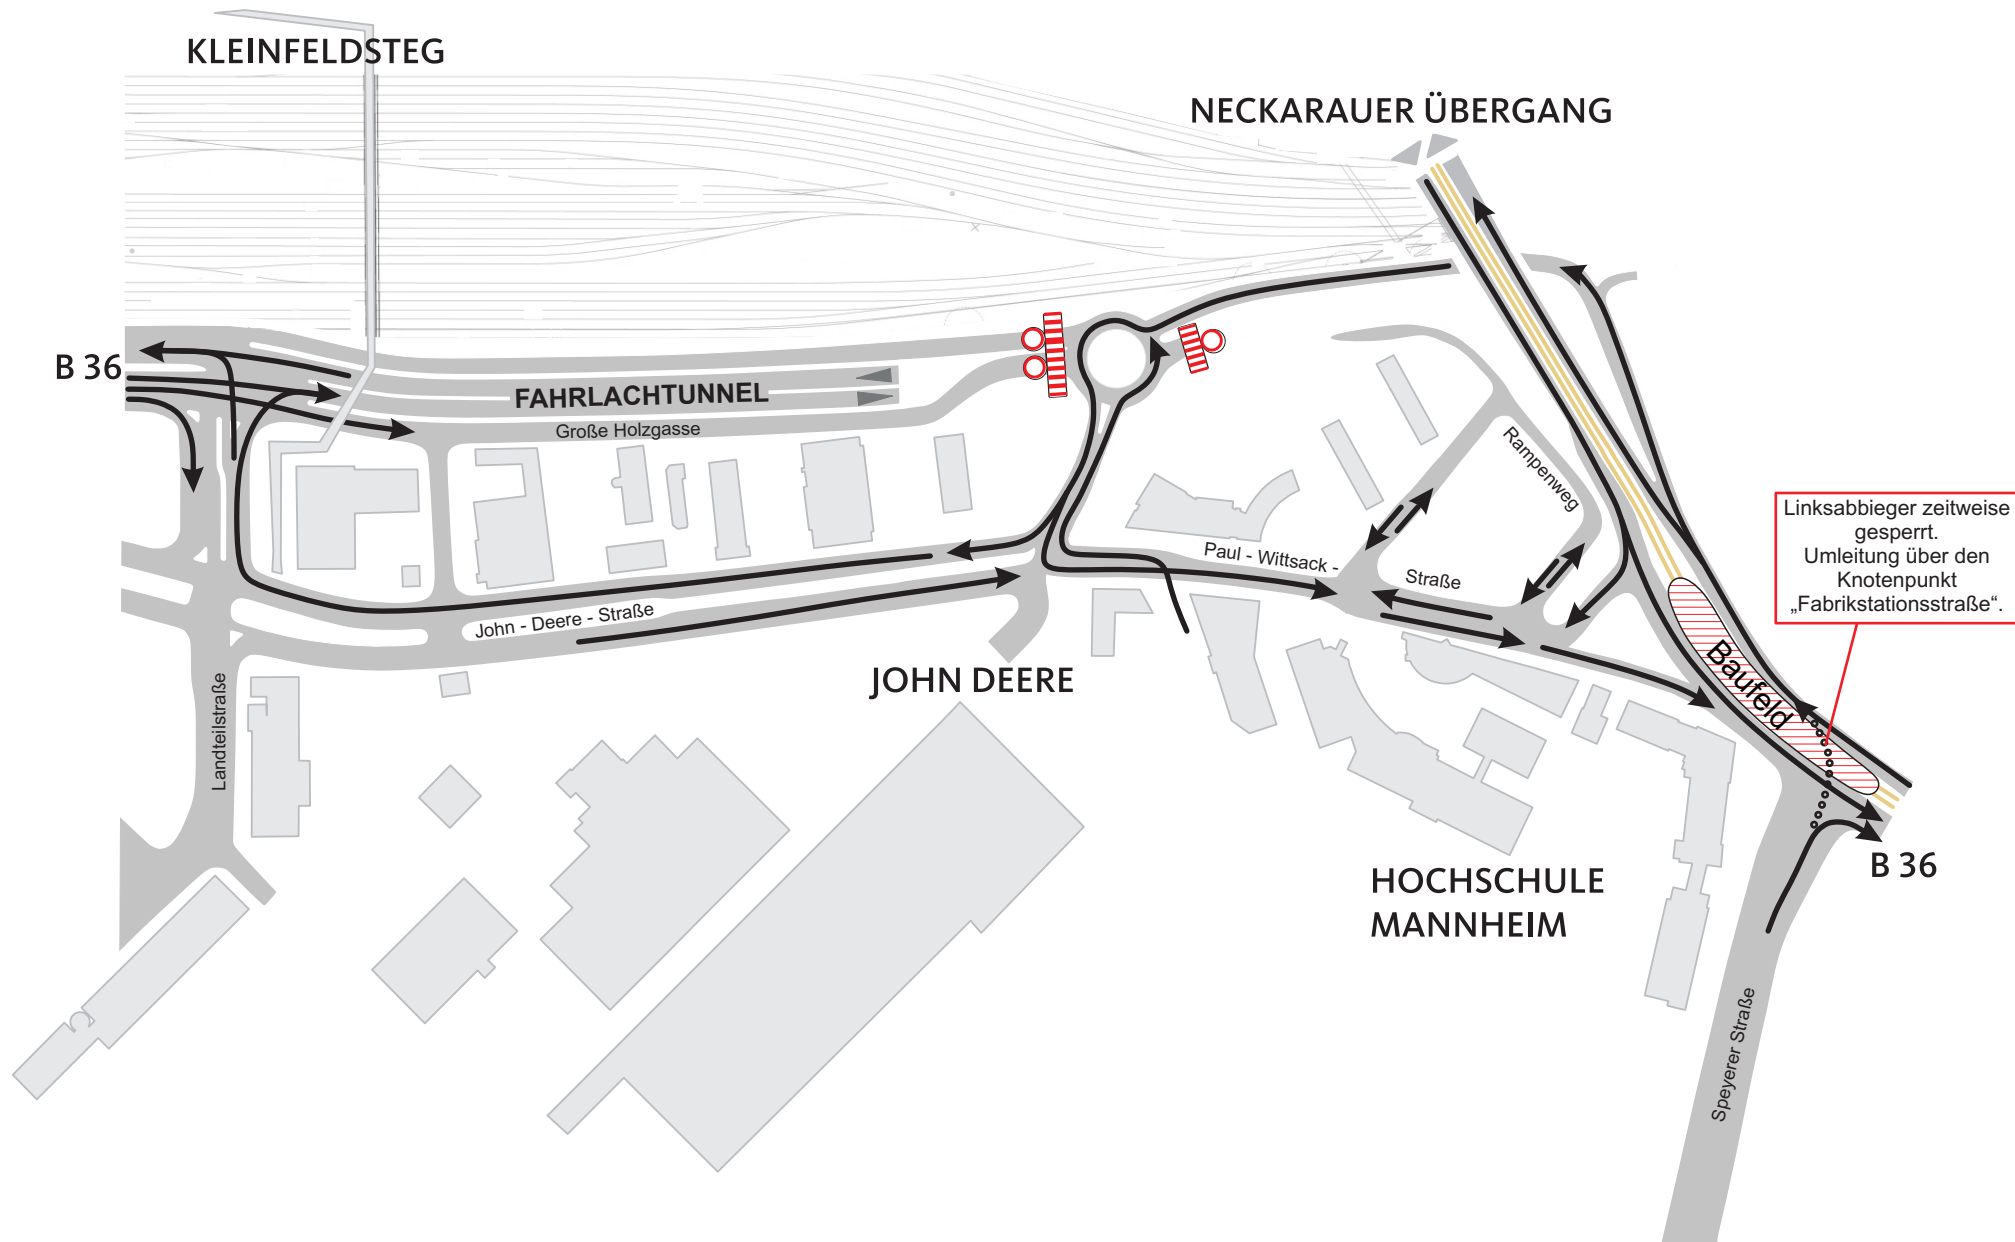 KLEINFELDSTEG
NECKARAUER ÜBERGANG
B 36
FAHRLACHTUNNEL
Große Holzgasse
Rampenweg
Linksabbieger zeitweise
gesperrt.
Umleitung über den
Knotenpunkt
„Fabrikstationsstraße“.
Paul - Wittsack -
Straße
John - Deere - Straße
JOHN DEERE
Baufeld
Landteilstraße
B 36
HOCHSCHULE
MANNHEIM
Speyerer Straße